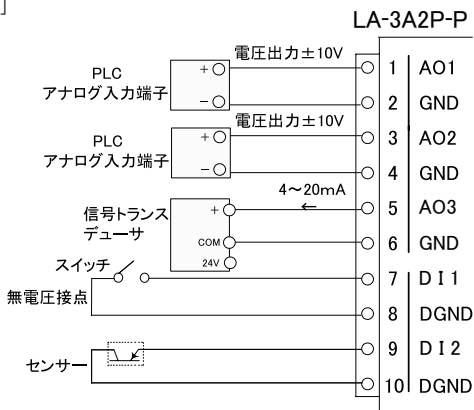 」
LA-3A2P-P
電圧出力±10V
PLC
アナログ入力端子
+
−
1 AO1
2 GND
電圧出力±10V
PLC
アナログ入力端子
+
−
3 AO2
4 GND
4～20mA
←
信号トランス
デューサ
+
COM
24V
5 AO3
6 GND
スイッチ
無電圧接点
7 DI1
8 DGND
センサー
9 DI2
10 DGND